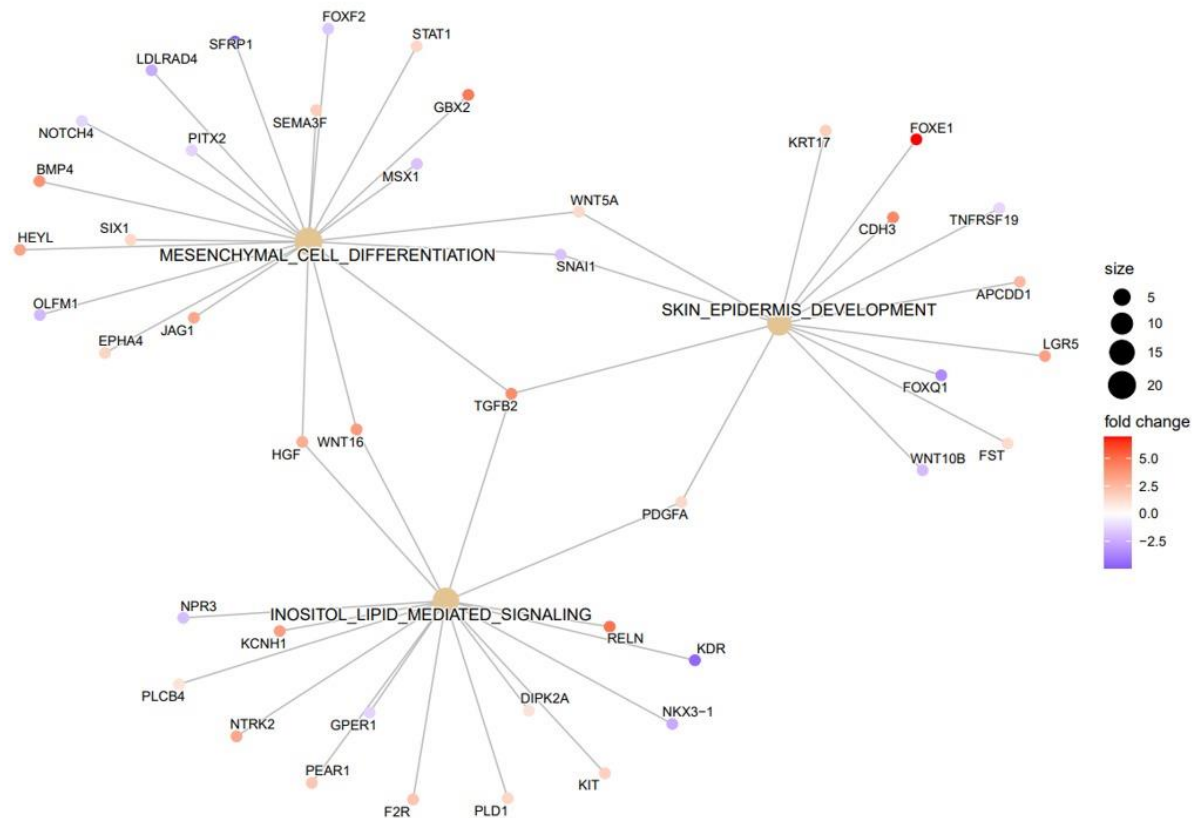 FOXF2
SFRP1
STAT1
LDLRAD4
GBX2
SEMA3F
NOTCH4
PITX2
KRT17
FOXE1
BMP4
MSX1
WNT5A
TNFRSF19
CDH3
SIX1
HEYL
MESENCHYMAL_CELL_DIFFERENTIATION
SNAI1
OLFM1
JAG1
EPHA4
SKIN_EPIDERMIS_DEVELOPMENT
APCDD1
LGR5
FOXQ1
TGFB2
WNT16
HGF
WNT10B
FST
PDGFA
NPR3
INOSITOL_LIPID_MEDIATED_SIGNALING
KCNH1
RELN
KDR
PLCB4
DIPK2A
NTRK2
GPER1
NKX3−1
PEAR1
KIT
F2R
PLD1
size
5
10
15
20
fold change
5.0
2.5
0.0
−2.5